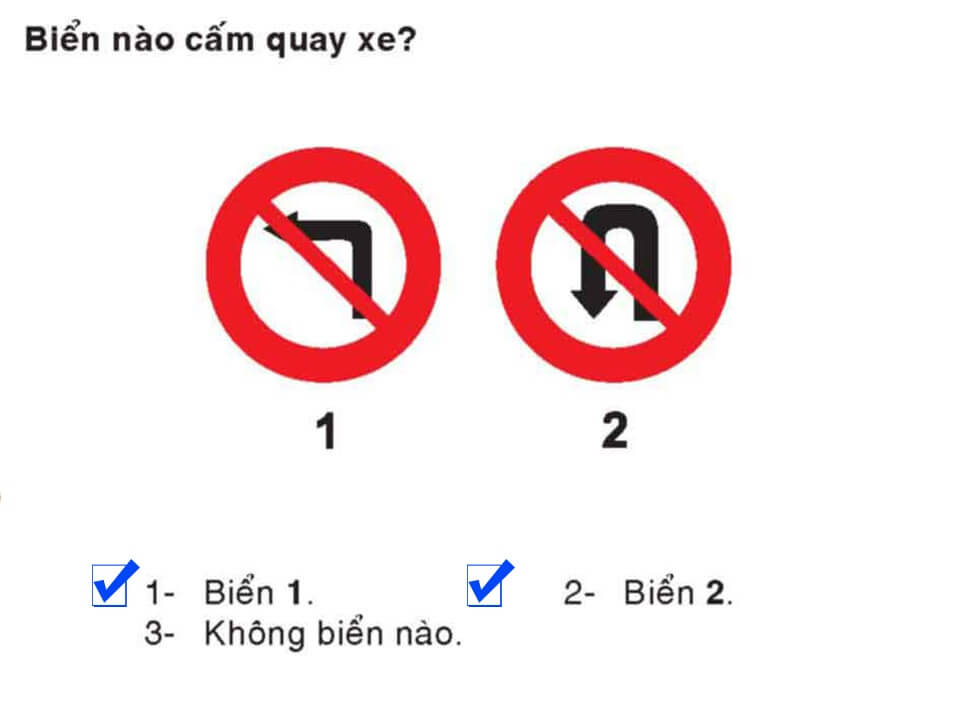 Biển nào cấm quay xe?
1 2
1- Biển 1. 2- Biển 2.
3- Không biển nào.